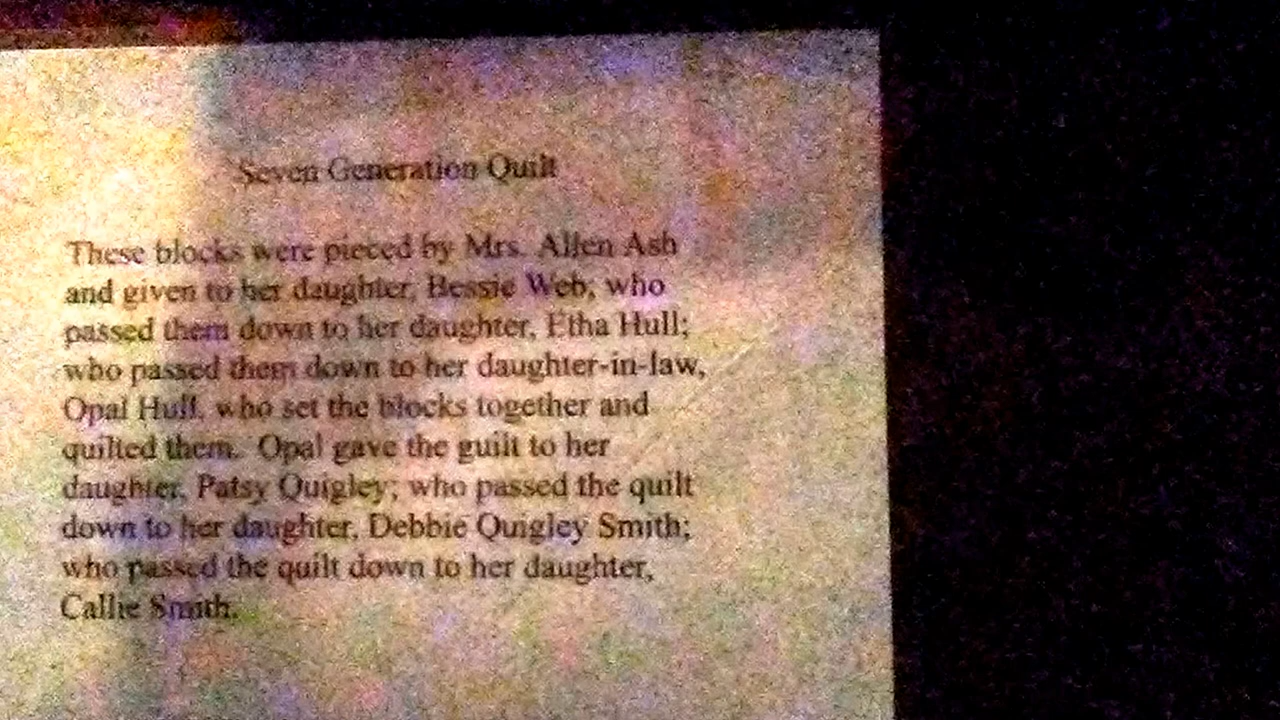 Seven Generation Quilt
These blocks were pieced by Mrs. Allen Ash
and given to her daughter, Bessie Web; who
passed them down to her daughter, Etha Hull;
who passed them down to her daughter-in-law,
Opal Hull, who set the blocks together and
quilted them. Opal gave the guilt to her
daughter, Patsy Quigley; who passed the quilt
down to her daughter, Debbie Quigley Smith;
who passed the quilt down to her daughter,
Callie Smith.